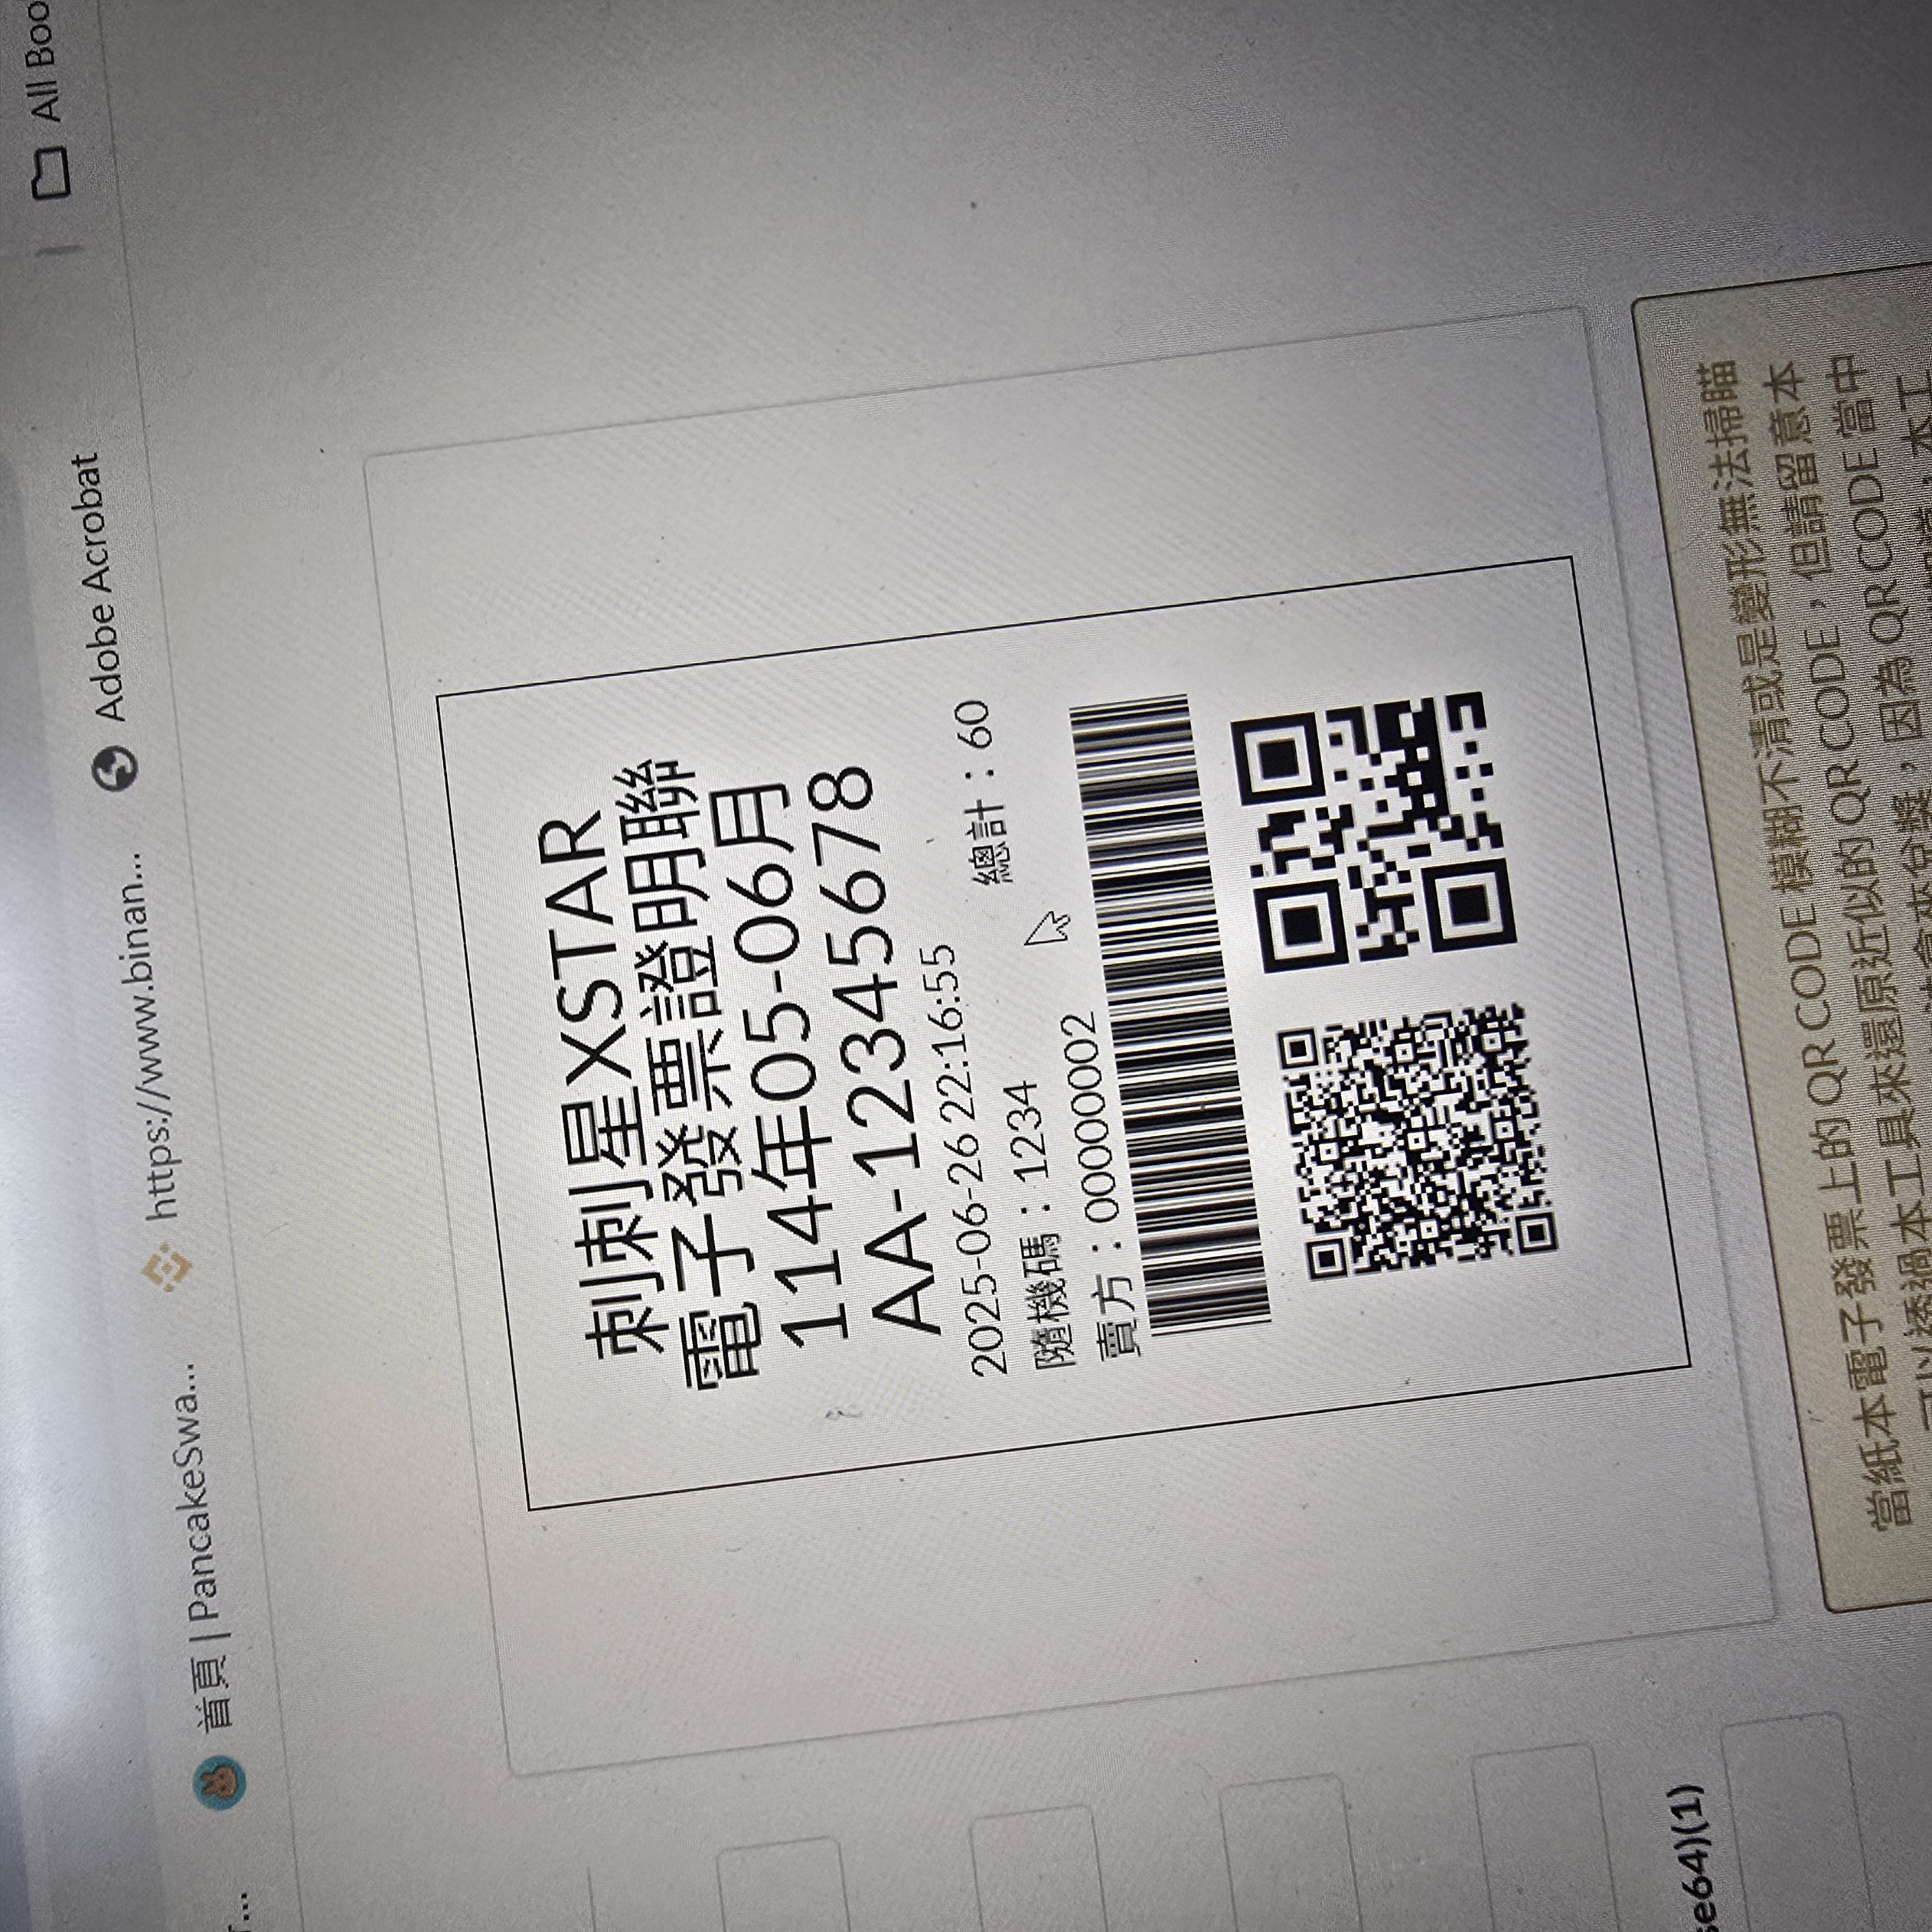 r...
首頁 | PancakeSwa...
https://www.binan...
Adobe Acrobat
All Boo
刺刺星XSTAR
電子發票證明聯
114年05-06月
AA-12345678
2025-06-26 22:16:55
隨機碼：1234
總計：60
賣方：00000002
se64)(1)
當紙本電子發票上的 QR CODE 模糊不清或是變形無法掃瞄
可以透過本工具來還原近似的 QR CODE，但請留意本
來兌獎，因為 QR CODE 當中
本工